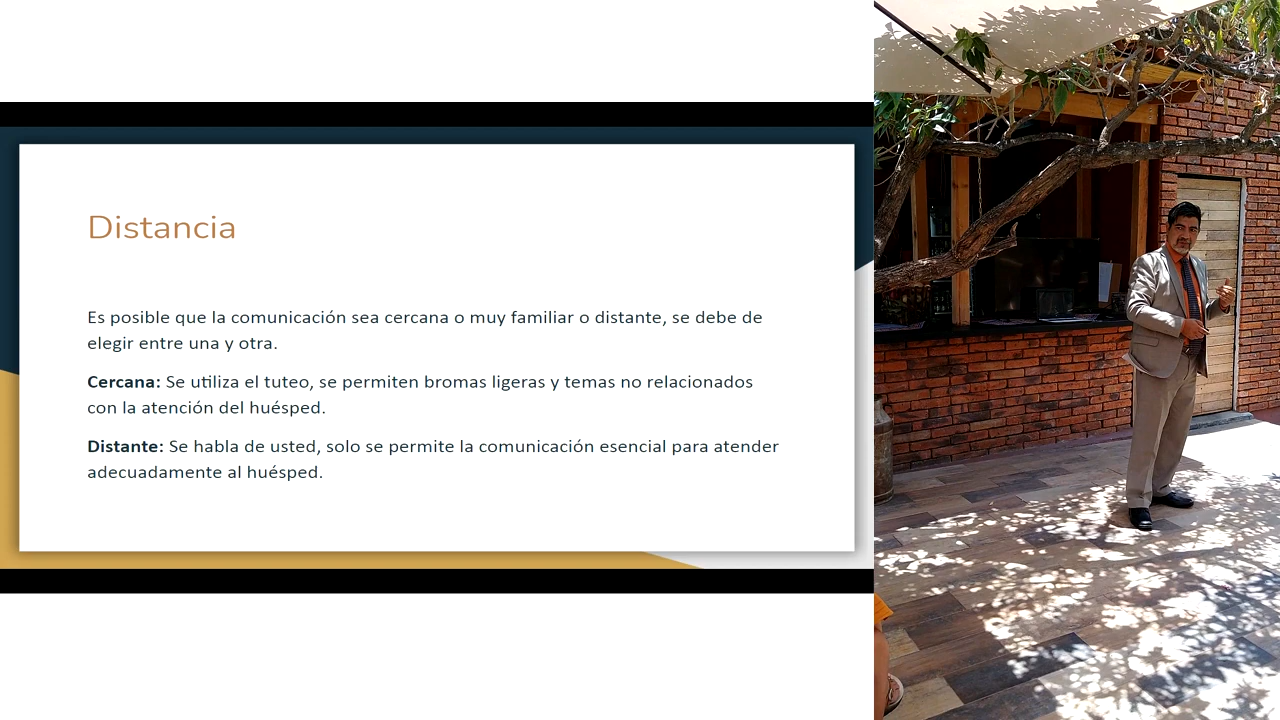 Distancia
Es posible que la comunicación sea cercana o muy familiar o distante, se debe de
elegir entre una y otra.
Cercana: Se utiliza el tuteo, se permiten bromas ligeras y temas no relacionados
con la atención del huésped.
Distante: Se habla de usted, solo se permite la comunicación esencial para atender
adecuadamente al huésped.